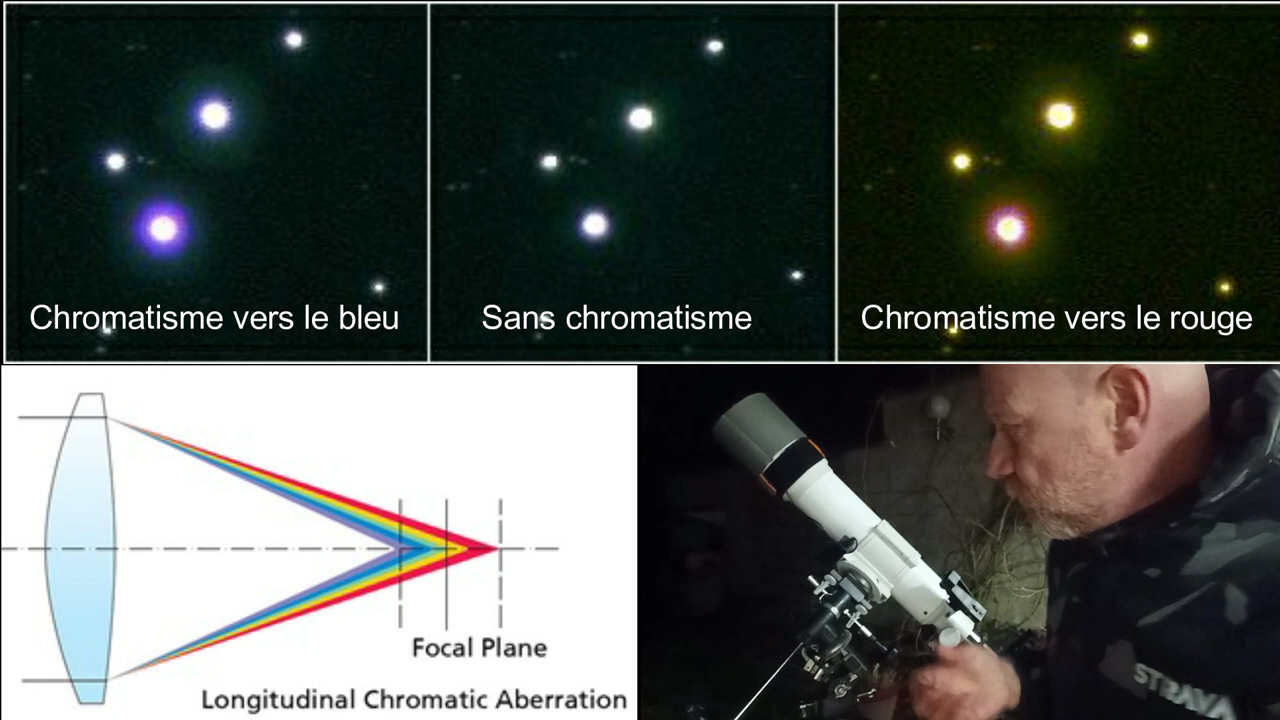 Chromatisme vers le bleu
Sans chromatisme
Chromatisme vers le rouge
Focal Plane
Longitudinal Chromatic Aberration
STRAVA